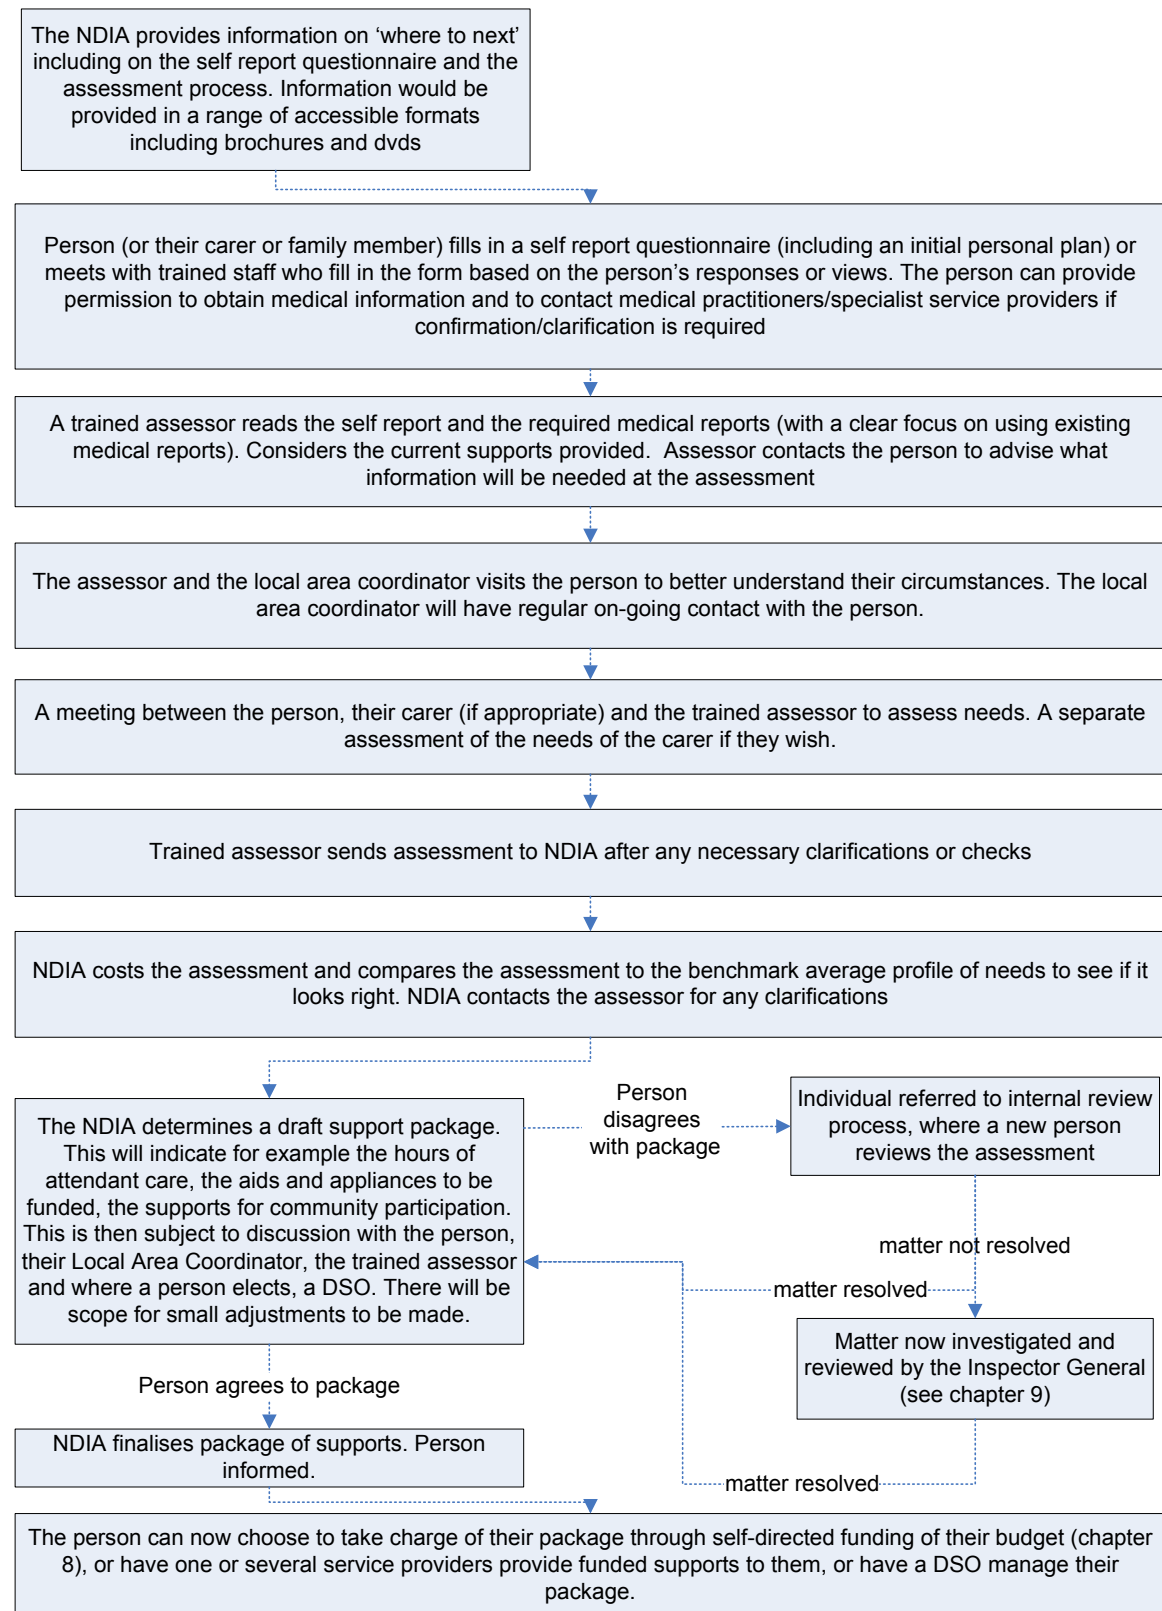 The NDIA provides information on ‘where to next’
including on the self report questionnaire and the
assessment process. Information would be
provided in a range of accessible formats
including brochures and dvds
Person (or their carer or family member) fills in a self report questionnaire (including an initial personal plan) or
meets with trained staff who fill in the form based on the person’s responses or views. The person can provide
permission to obtain medical information and to contact medical practitioners/specialist service providers if
confirmation/clarification is required
A trained assessor reads the self report and the required medical reports (with a clear focus on using existing
medical reports). Considers the current supports provided.  Assessor contacts the person to advise what
information will be needed at the assessment
The assessor and the local area coordinator visits the person to better understand their circumstances. The local
area coordinator will have regular on-going contact with the person.
A meeting between the person, their carer (if appropriate) and the trained assessor to assess needs. A separate
assessment of the needs of the carer if they wish.
Trained assessor sends assessment to NDIA after any necessary clarifications or checks
NDIA costs the assessment and compares the assessment to the benchmark average profile of needs to see if it
looks right. NDIA contacts the assessor for any clarifications
The NDIA determines a draft support package.
This will indicate for example the hours of
attendant care, the aids and appliances to be
funded, the supports for community participation.
This is then subject to discussion with the person,
their Local Area Coordinator, the trained assessor
and where a person elects, a DSO. There will be
scope for small adjustments to be made.
Person
disagrees
with package
Individual referred to internal review
process, where a new person
reviews the assessment
matter not resolved
matter resolved
Matter now investigated and
reviewed by the Inspector General
(see chapter 9)
matter resolved
Person agrees to package
NDIA finalises package of supports. Person
informed.
The person can now choose to take charge of their package through self-directed funding of their budget (chapter
8), or have one or several service providers provide funded supports to them, or have a DSO manage their
package.